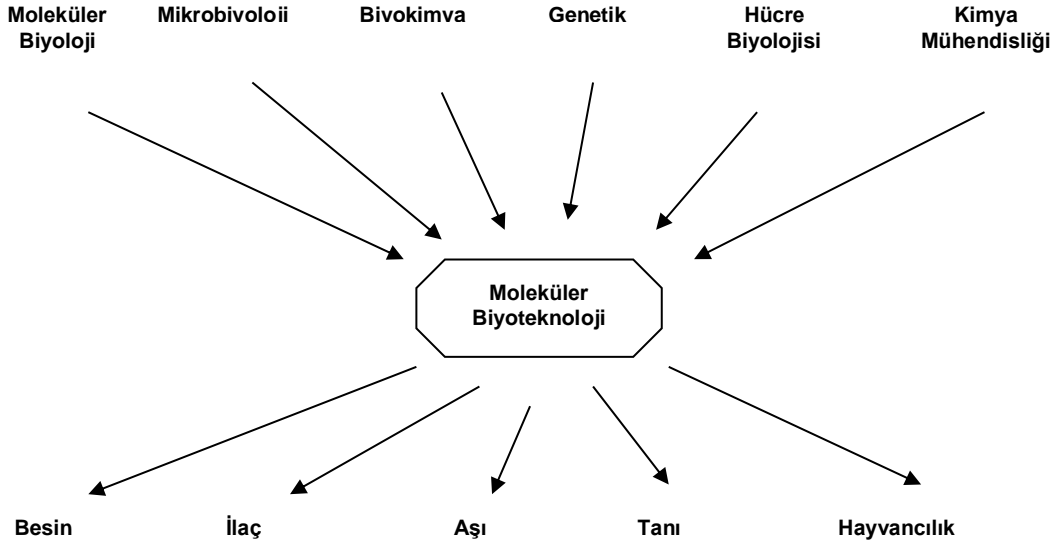 Moleküler
Biyoloji
Mikrobivoloii
Bivokimva
Genetik
Hücre
Biyolojisi
Kimya
Mühendisliği
Moleküler
Biyoteknoloji
Besin
İlaç
Aşı
Tanı
Hayvancılık